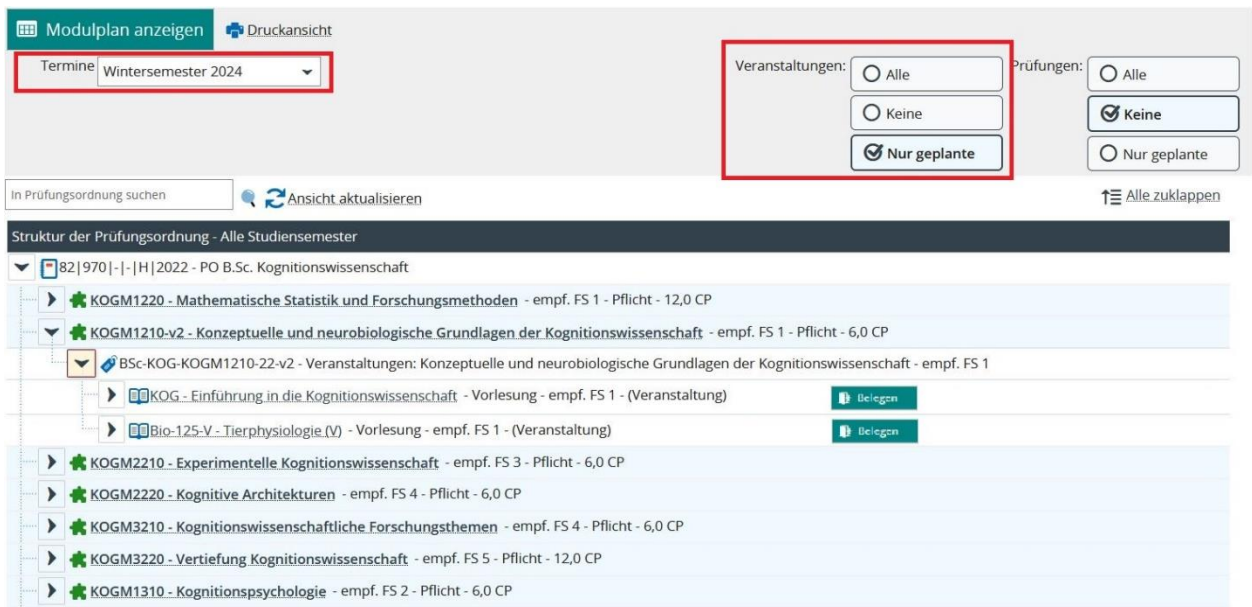 Modulplan anzeigen Druckansicht
Termine Wintersemester 2024
Veranstaltungen: Alle
Keine
Nur geplante
Prüfungen: Alle
Keine
Nur geplante
In Prüfungsordnung suchen Ansicht aktualisieren Alle zuklappen
Struktur der Prüfungsordnung - Alle Studiensemester
82|970|-|-|H|2022 - PO B.Sc. Kognitionswissenschaft
KOGM1220 - Mathematische Statistik und Forschungsmethoden - empf. FS 1 - Pflicht - 12,0 CP
KOGM1210-v2 - Konzeptuelle und neurobiologische Grundlagen der Kognitionswissenschaft - empf. FS 1 - Pflicht - 6,0 CP
BSc-KOG-KOGM1210-22-v2 - Veranstaltungen: Konzeptuelle und neurobiologische Grundlagen der Kognitionswissenschaft - empf. FS 1
KOG - Einführung in die Kognitionswissenschaft - Vorlesung - empf. FS 1 - (Veranstaltung) Belegen
Bio-125-V - Tierphysiologie (V) - Vorlesung - empf. FS 1 - (Veranstaltung) Belegen
KOGM2210 - Experimentelle Kognitionswissenschaft - empf. FS 3 - Pflicht - 6,0 CP
KOGM2220 - Kognitive Architekturen - empf. FS 4 - Pflicht - 6,0 CP
KOGM3210 - Kognitionswissenschaftliche Forschungsthemen - empf. FS 4 - Pflicht - 6,0 CP
KOGM3220 - Vertiefung Kognitionswissenschaft - empf. FS 5 - Pflicht - 12,0 CP
KOGM1310 - Kognitionspsychologie - empf. FS 2 - Pflicht - 6,0 CP